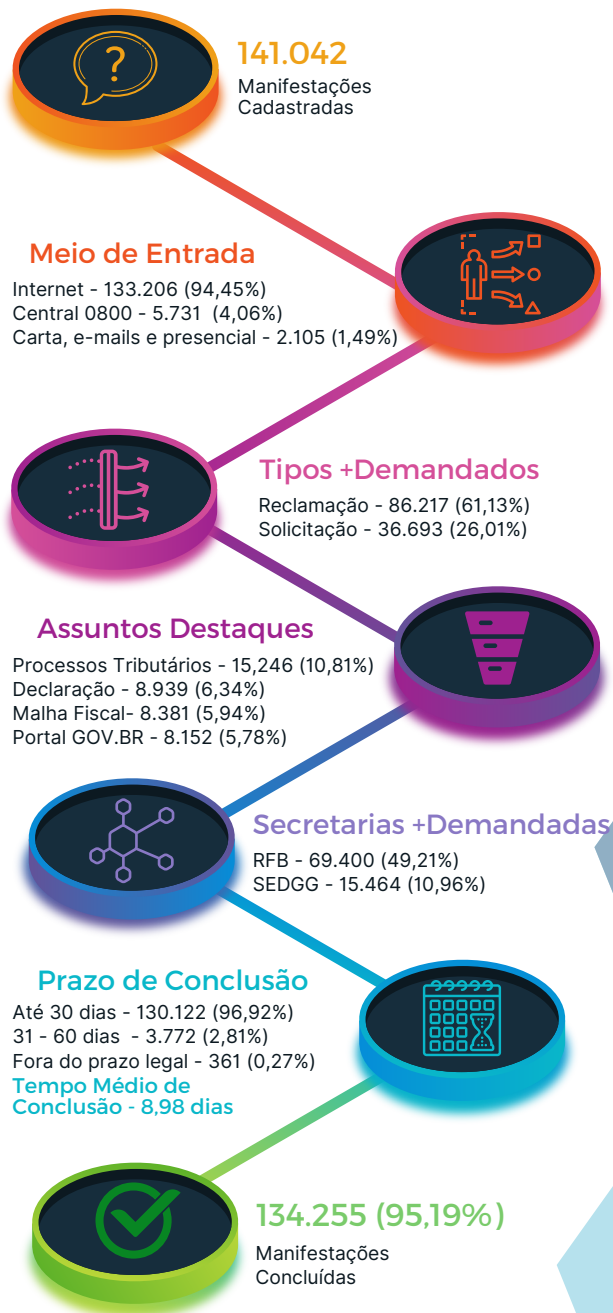 ?
141.042
Manifestações
Cadastradas
Meio de Entrada
Internet - 133.206 (94,45%)
Central 0800 - 5.731 (4,06%)
Carta, e-mails e presencial - 2.105 (1,49%)
Tipos +Demandados
Reclamação - 86.217 (61,13%)
Solicitação - 36.693 (26,01%)
Assuntos Destaques
Processos Tributários - 15,246 (10,81%)
Declaração - 8.939 (6,34%)
Malha Fiscal- 8.381 (5,94%)
Portal GOV.BR - 8.152 (5,78%)
Secretarias +Demandadas
RFB - 69.400 (49,21%)
SEDGG - 15.464 (10,96%)
Prazo de Conclusão
Até 30 dias - 130.122 (96,92%)
31 - 60 dias - 3.772 (2,81%)
Fora do prazo legal - 361 (0,27%)
Tempo Médio de
Conclusão - 8,98 dias
134.255 (95,19%)
Manifestações
Concluídas